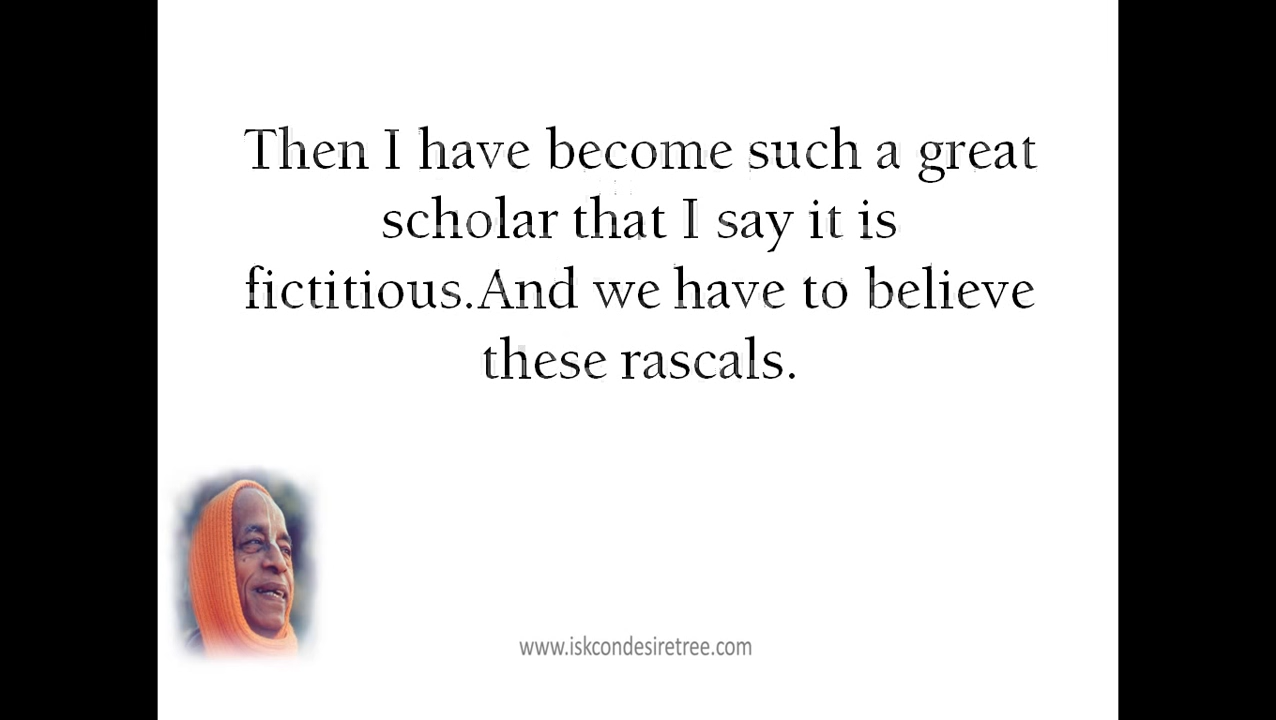 Then I have become such a great
scholar that I say it is
fictitious.And we have to believe
these rascals.
www.iskcondesiretree.com